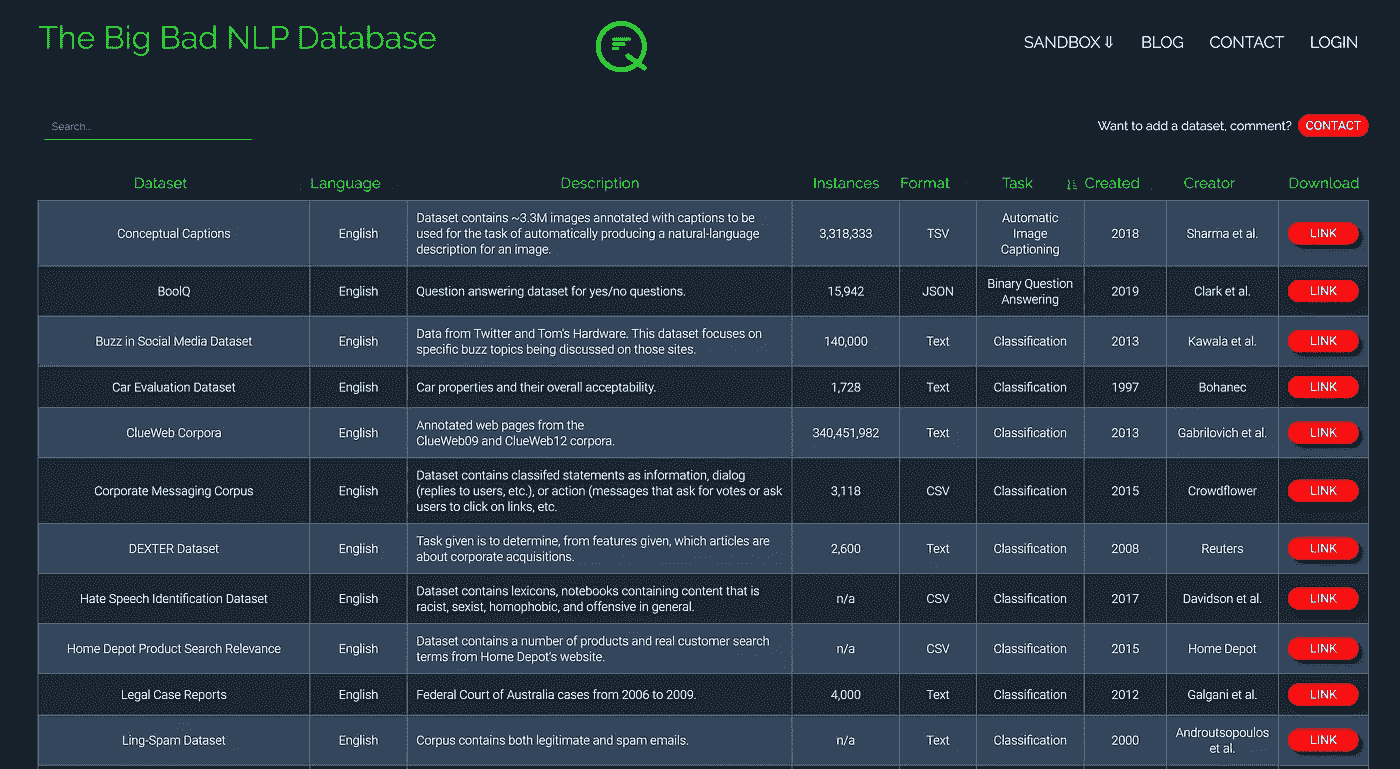 The Big Bad NLP Database
SANDBOX ⇓ BLOG CONTACT LOGIN
Search...
Want to add a dataset, comment? CONTACT
Dataset Language Description Instances Format Task Created Creator Download
Conceptual Captions English Dataset contains ~3.3M images annotated with captions to be used for the task of automatically producing a natural-language description for an image. 3,318,333 TSV Automatic Image Captioning 2018 Sharma et al. LINK
BoolQ English Question answering dataset for yes/no questions. 15,942 JSON Binary Question Answering 2019 Clark et al. LINK
Buzz in Social Media Dataset English Data from Twitter and Tom's Hardware. This dataset focuses on specific buzz topics being discussed on those sites. 140,000 Text Classification 2013 Kawala et al. LINK
Car Evaluation Dataset English Car properties and their overall acceptability. 1,728 Text Classification 1997 Bohanec LINK
ClueWeb Corpora English Annotated web pages from the ClueWeb09 and ClueWeb12 corpora. 340,451,982 Text Classification 2013 Gabrilovich et al. LINK
Corporate Messaging Corpus English Dataset contains classifed statements as information, dialog (replies to users, etc.), or action (messages that ask for votes or ask users to click on links, etc. 3,118 CSV Classification 2015 Crowdflower LINK
DEXTER Dataset English Task given is to determine, from features given, which articles are about corporate acquisitions. 2,600 Text Classification 2008 Reuters LINK
Hate Speech Identification Dataset English Dataset contains lexicons, notebooks containing content that is racist, sexist, homophobic, and offensive in general. n/a CSV Classification 2017 Davidson et al. LINK
Home Depot Product Search Relevance English Dataset contains a number of products and real customer search terms from Home Depot's website. n/a CSV Classification 2015 Home Depot LINK
Legal Case Reports English Federal Court of Australia cases from 2006 to 2009. 4,000 Text Classification 2012 Galgani et al. LINK
Ling-Spam Dataset English Corpus contains both legitimate and spam emails. n/a Text Classification 2000 Androutsopoulos et al. LINK